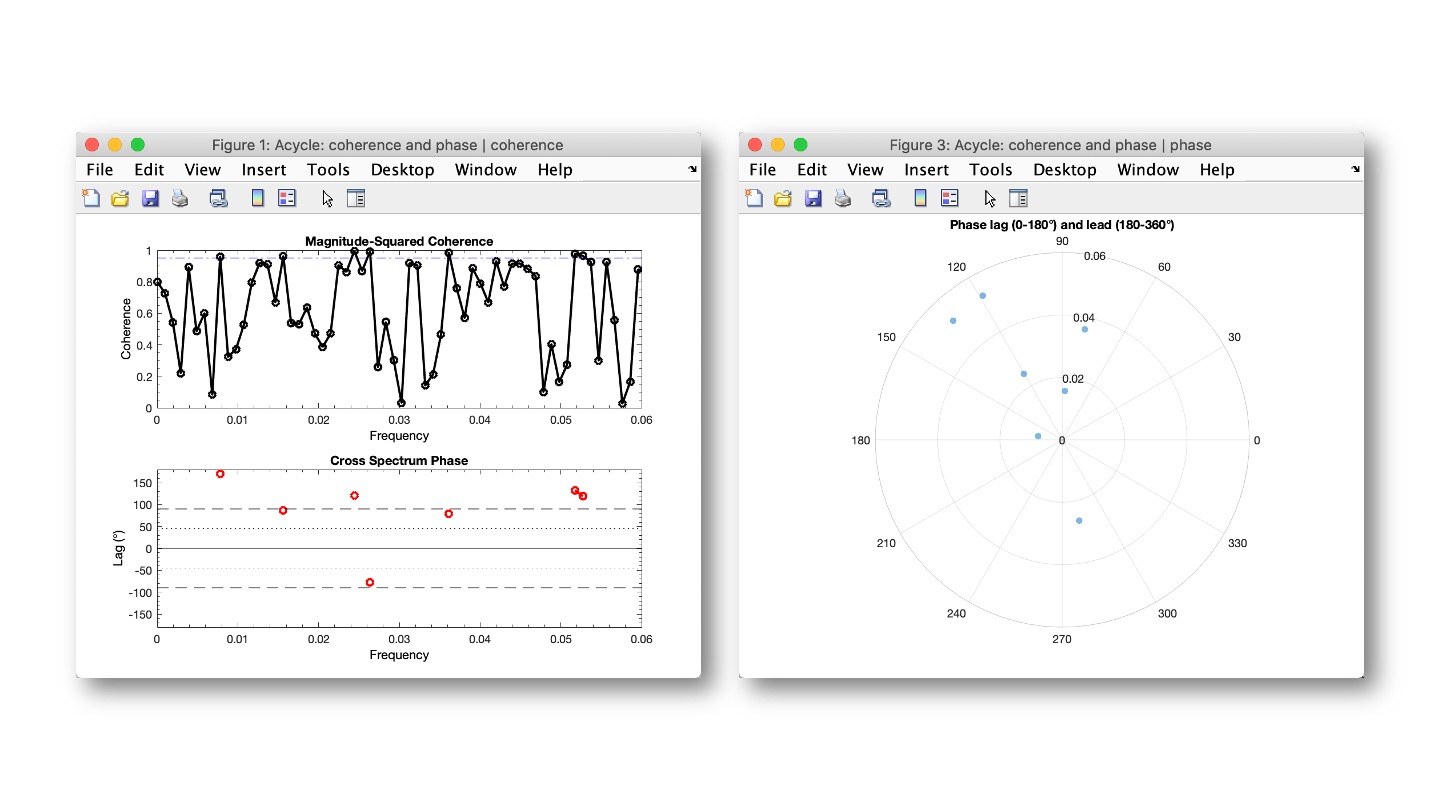 Figure 1: Acycle: coherence and phase | coherence
File Edit View Insert Tools Desktop Window Help
Magnitude-Squared Coherence
1
0.8
0.6
0.4
0.2
0
Coherence
0 0.01 0.02 0.03 0.04 0.05 0.06
Frequency
Cross Spectrum Phase
150
100
50
0
-50
-100
-150
Lag (°)
0 0.01 0.02 0.03 0.04 0.05 0.06
Frequency
Figure 3: Acycle: coherence and phase | phase
File Edit View Insert Tools Desktop Window Help
Phase lag (0-180°) and lead (180-360°)
90
0.06
120 60
0.04
150 30
0.02
180 0 0
210 330
240 300
270